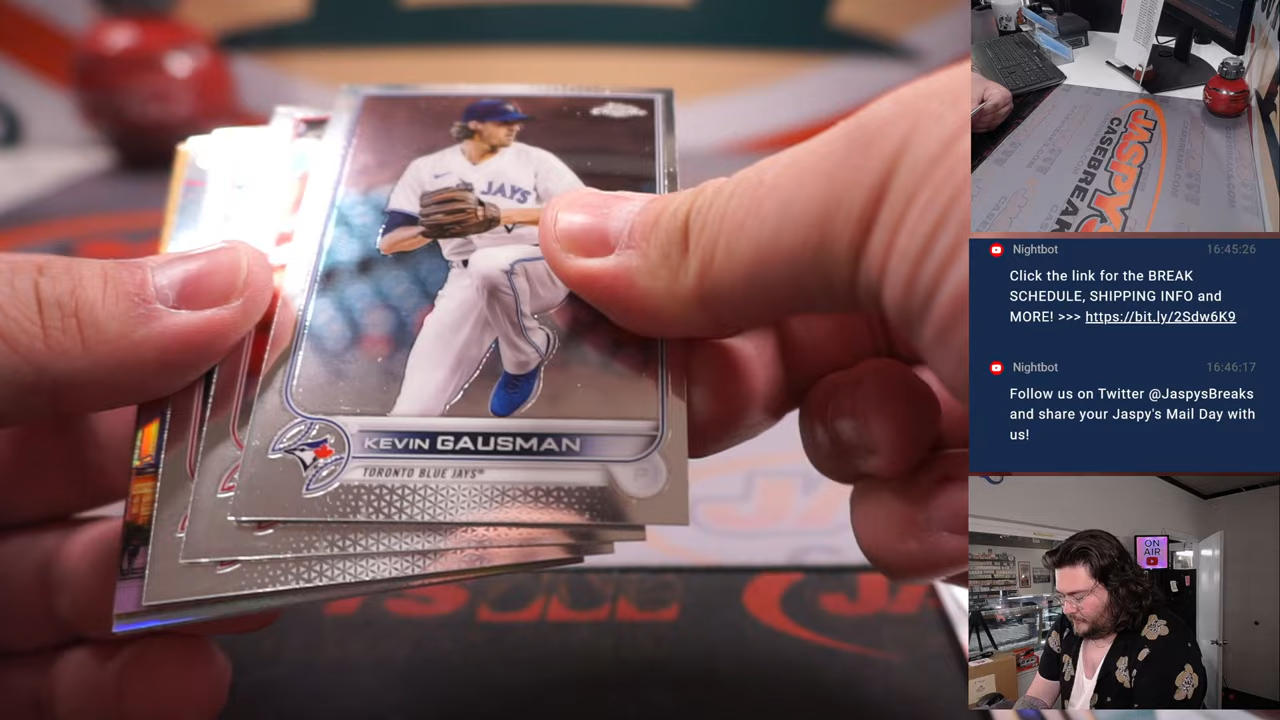 JAYS
KEVIN GAUSMAN
TORONTO BLUE JAYS®
JASPY'S
CASEBREAK
Nightbot 16:45:26
Click the link for the BREAK
SCHEDULE, SHIPPING INFO and
MORE! >>> https://bit.ly/2Sdw6K9
Nightbot 16:46:17
Follow us on Twitter @JaspysBreaks
and share your Jaspy's Mail Day with
us!
ON
AIR